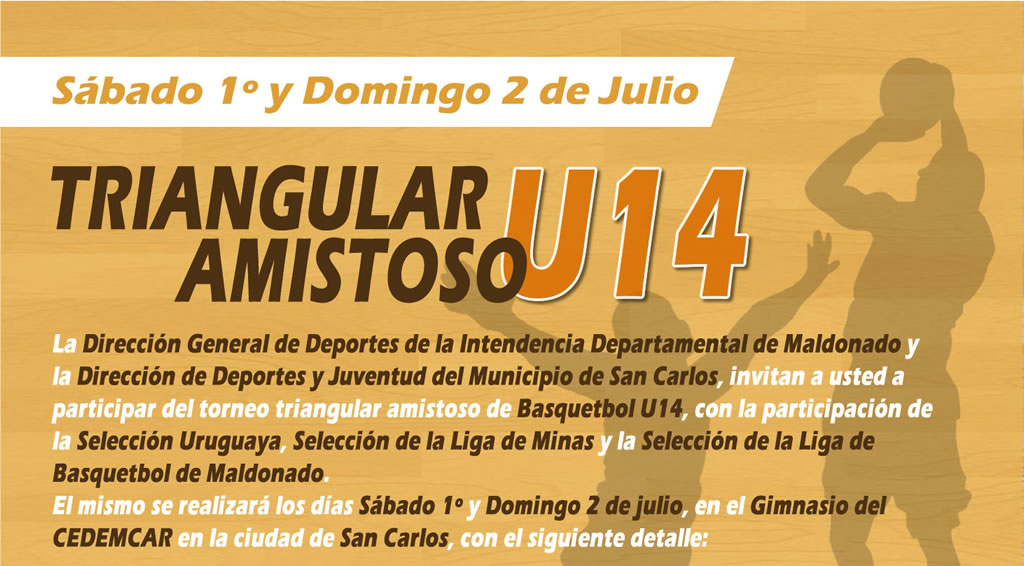 Sábado 1º y Domingo 2 de Julio
TRIANGULAR
AMISTOSO U14
La Dirección General de Deportes de la Intendencia Departamental de Maldonado y
la Dirección de Deportes y Juventud del Municipio de San Carlos, invitan a usted a
participar del torneo triangular amistoso de Basquetbol U14, con la participación de
la Selección Uruguaya, Selección de la Liga de Minas y la Selección de la Liga de
Basquetbol de Maldonado.
El mismo se realizará los días Sábado 1º y Domingo 2 de julio, en el Gimnasio del
CEDEMCAR en la ciudad de San Carlos, con el siguiente detalle: